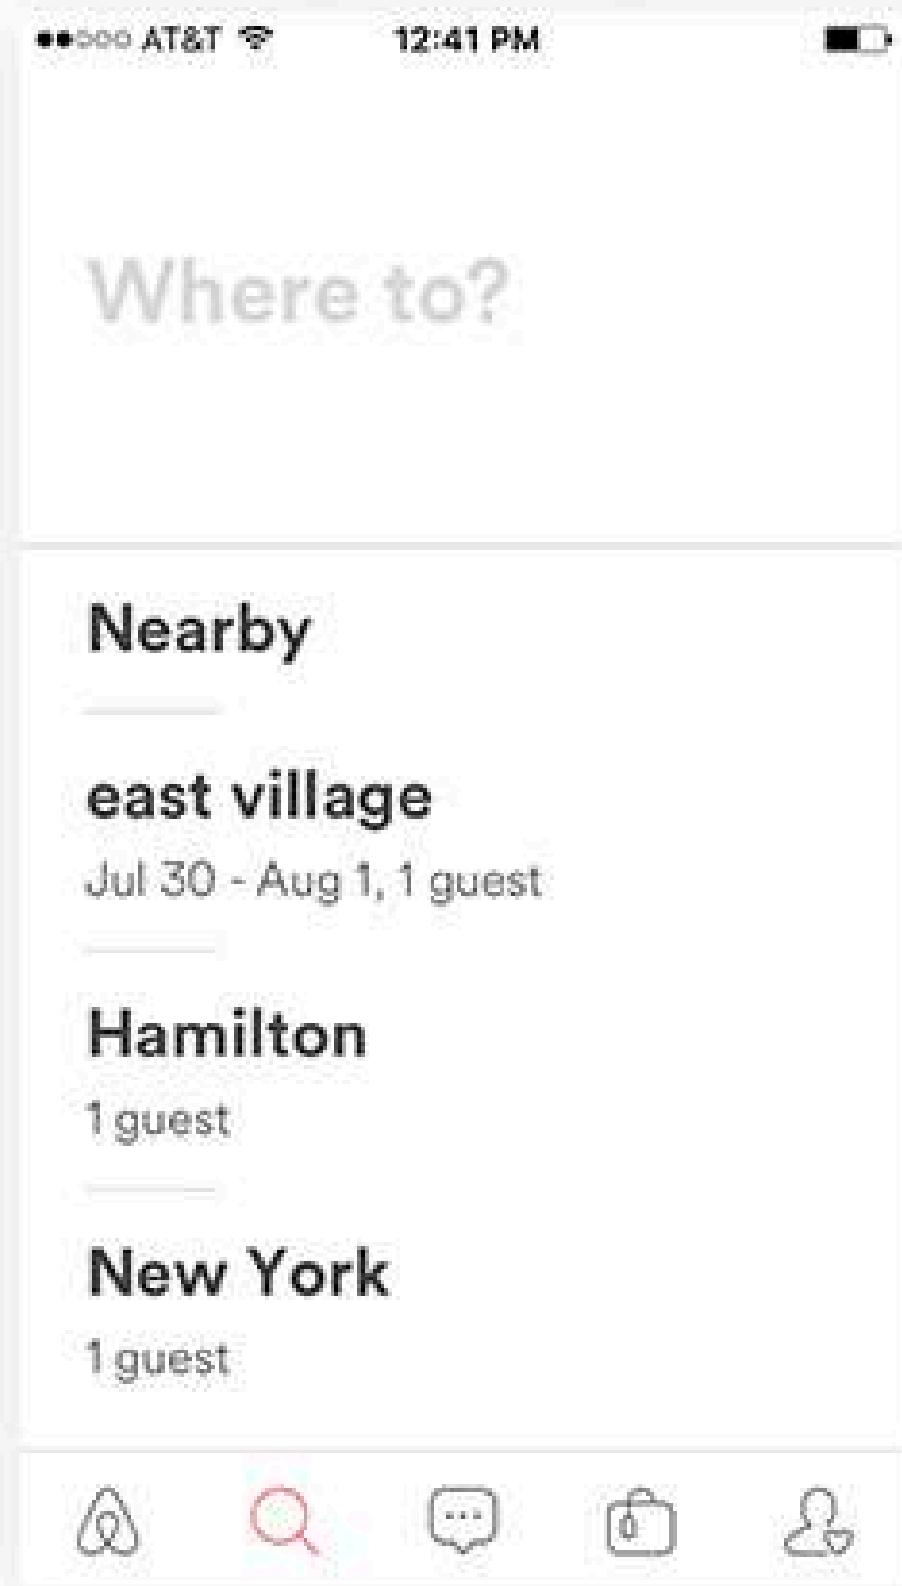 AT&T 12:41 PM
Where to?
Nearby
east village
Jul 30 - Aug 1, 1 guest
Hamilton
1 guest
New York
1 guest